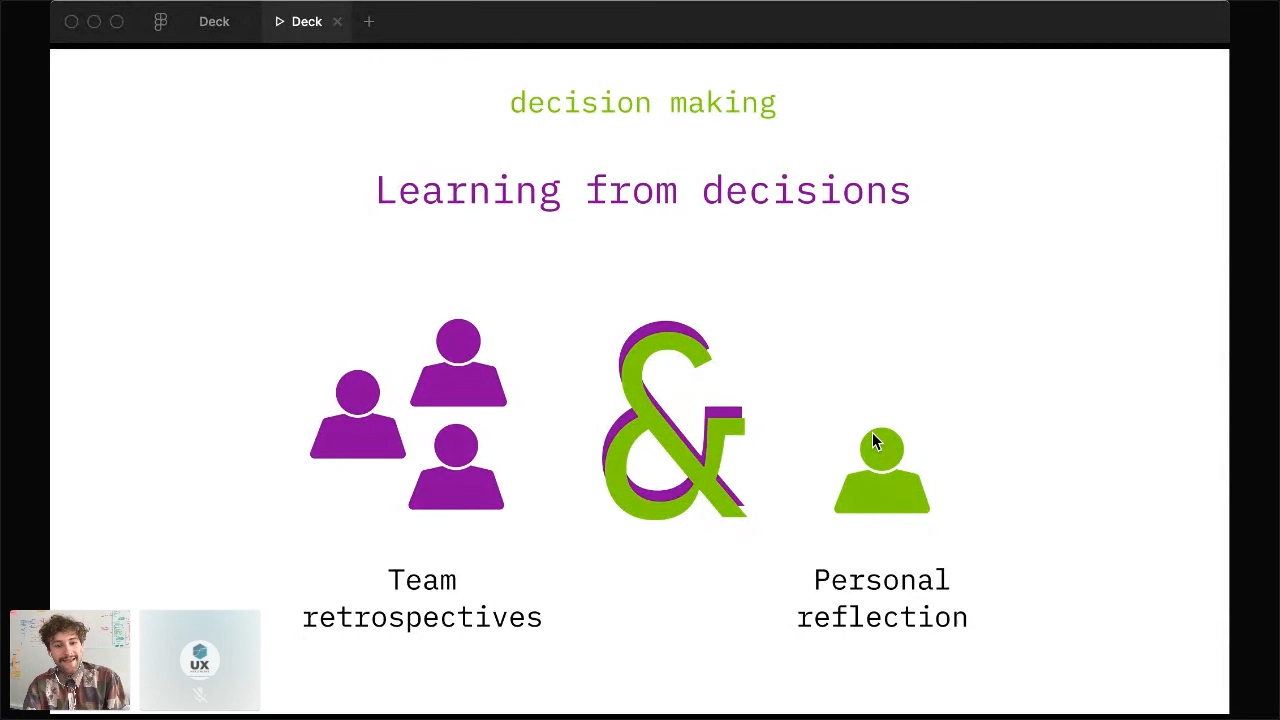 Deck
Deck
decision making
Learning from decisions
&
Team
retrospectives
Personal
reflection
UX